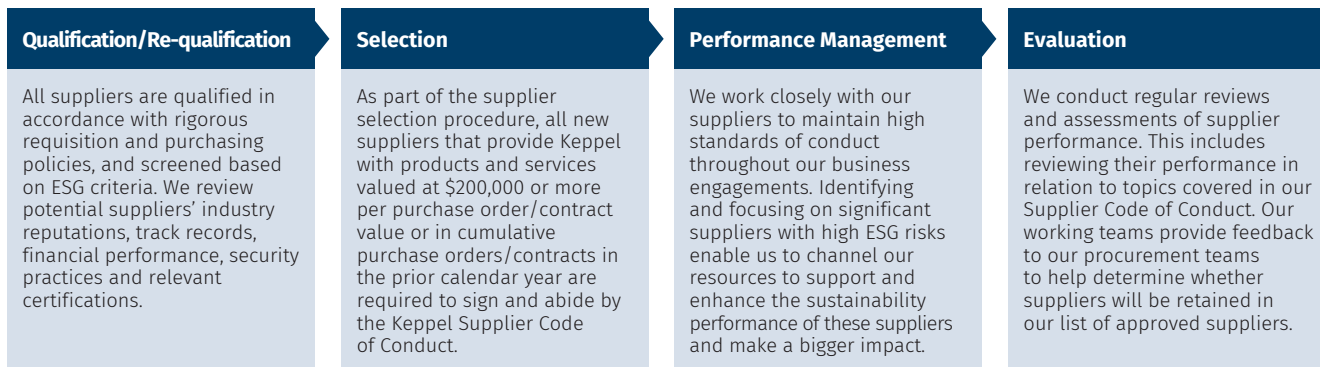 Qualification/Re-qualification
All suppliers are qualified in
accordance with rigorous
requisition and purchasing
policies, and screened based
on ESG criteria. We review
potential suppliers’ industry
reputations, track records,
financial performance, security
practices and relevant
certifications.
Selection
As part of the supplier
selection procedure, all new
suppliers that provide Keppel
with products and services
valued at $200,000 or more
per purchase order/contract
value or in cumulative
purchase orders/contracts in
the prior calendar year are
required to sign and abide by
the Keppel Supplier Code
of Conduct.
Performance Management
We work closely with our
suppliers to maintain high
standards of conduct
throughout our business
engagements. Identifying
and focusing on significant
suppliers with high ESG risks
enable us to channel our
resources to support and
enhance the sustainability
performance of these suppliers
and make a bigger impact.
Evaluation
We conduct regular reviews
and assessments of supplier
performance. This includes
reviewing their performance in
relation to topics covered in our
Supplier Code of Conduct. Our
working teams provide feedback
to our procurement teams
to help determine whether
suppliers will be retained in
our list of approved suppliers.